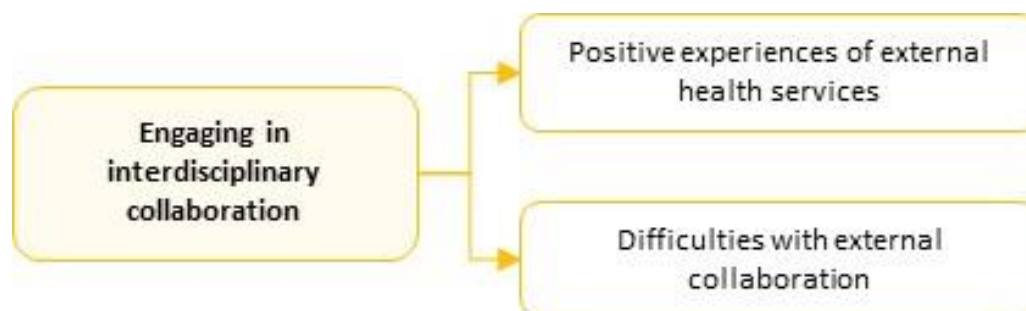 Engaging in
interdisciplinary
collaboration
Positive experiences of external
health services
Difficulties with external
collaboration